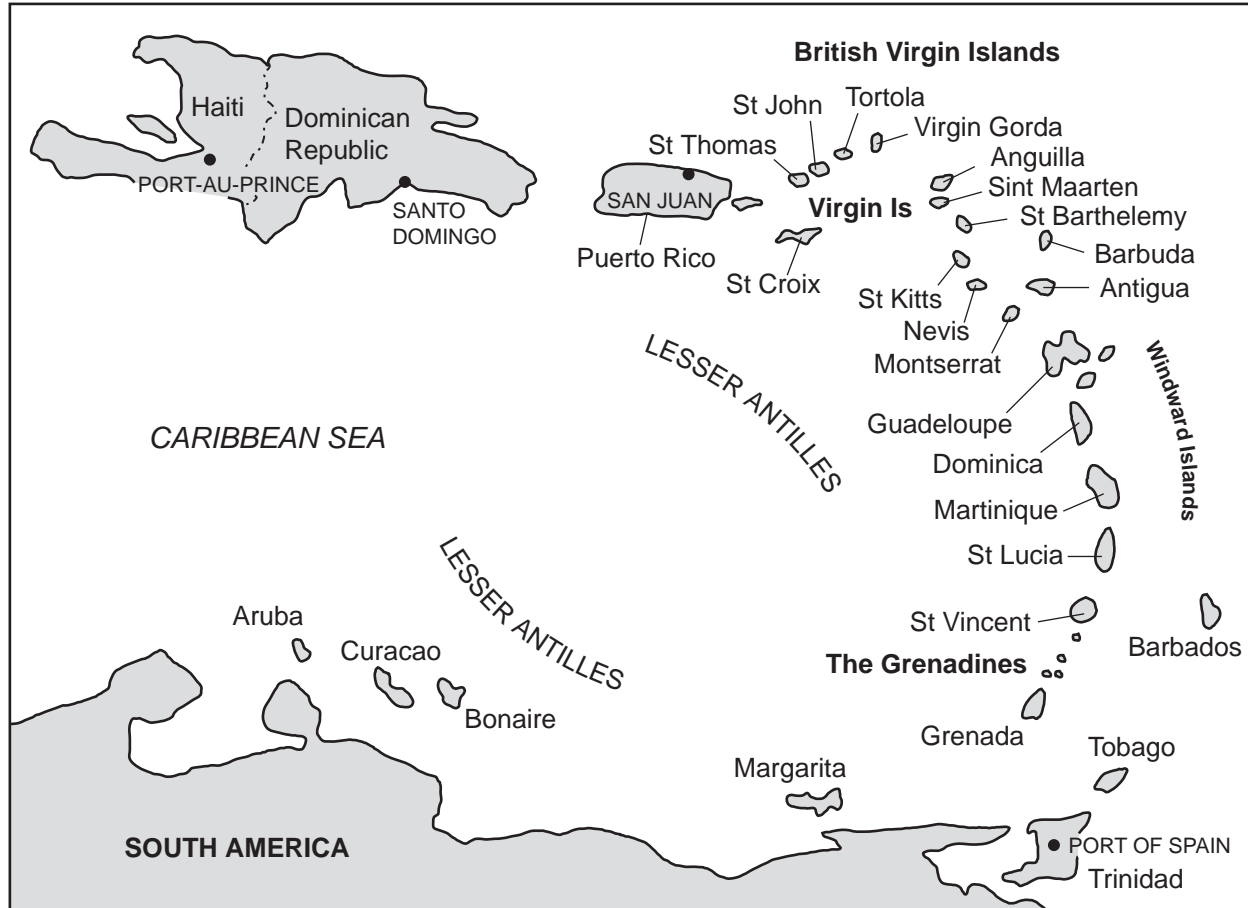 British Virgin Islands
St John
Tortola
Virgin Gorda
St Thomas
Anguilla
Haiti
Dominican
Republic
PORT-AU-PRINCE
SANTO
DOMINGO
SAN JUAN
Virgin Is
Sint Maarten
St Barthelemy
Puerto Rico
St Croix
Barbuda
St Kitts
Antigua
Nevis
Montserrat
LESSER ANTILLES
Windward Islands
Guadeloupe
CARIBBEAN SEA
Dominica
Martinique
St Lucia
LESSER ANTILLES
Aruba
St Vincent
Curacao
Barbados
The Grenadines
Bonaire
Grenada
Tobago
Margarita
SOUTH AMERICA
PORT OF SPAIN
Trinidad